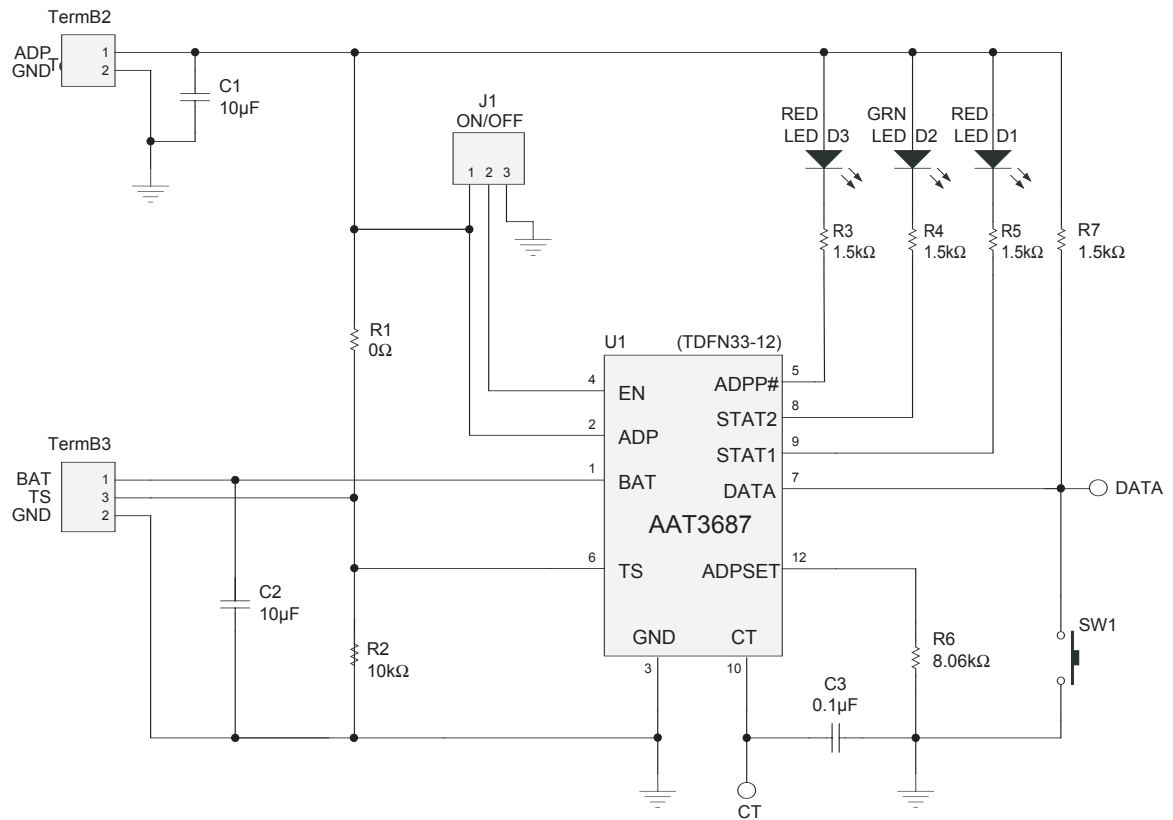 TermB2
ADP 1
GND 2
C1
10µF
J1
ON/OFF
1 2 3
RED
LED D3
GRN
LED D2
RED
LED D1
R3
1.5kΩ
R4
1.5kΩ
R5
1.5kΩ
R7
1.5kΩ
R1
0Ω
U1 (TDFN33-12)
4 EN
2 ADP
1 BAT
6 TS
ADPP# 5
STAT2 8
STAT1 9
DATA 7
ADPSET 12
AAT3687
GND CT
3 10
DATA
TermB3
BAT 1
TS 3
GND 2
C2
10µF
R2
10kΩ
C3
0.1µF
R6
8.06kΩ
SW1
CT